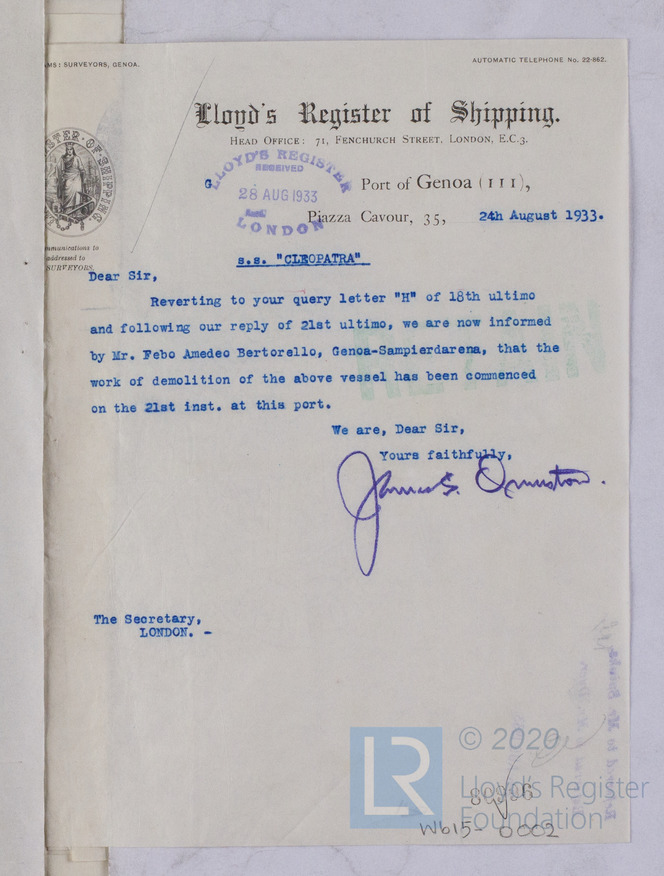 AMS: SURVEYORS, GENOA.
AUTOMATIC TELEPHONE No. 22-862.
Lloyd's Register of Shipping.
HEAD OFFICE: 71, FENCHURCH STREET, LONDON, E.C.3.
LLOYD'S REGISTER
RECEIVED
28 AUG 1933
LONDON
G
Port of Genoa (III),
Piazza Cavour, 35, 24th August 1933.
mmunications to
addressed to
SURVEYORS.
s.s. "CLEOPATRA"
Dear Sir,
Reverting to your query letter "H" of 18th ultimo
and following our reply of 21st ultimo, we are now informed
by Mr. Febo Amedeo Bertorello, Genoa-Sampierdarena, that the
work of demolition of the above vessel has been commenced
on the 21st inst. at this port.
We are, Dear Sir,
Yours faithfully,
James S. Ormiston.
The Secretary,
LONDON. -
LR
© 2020
Lloyd's Register
Foundation
W615-0002